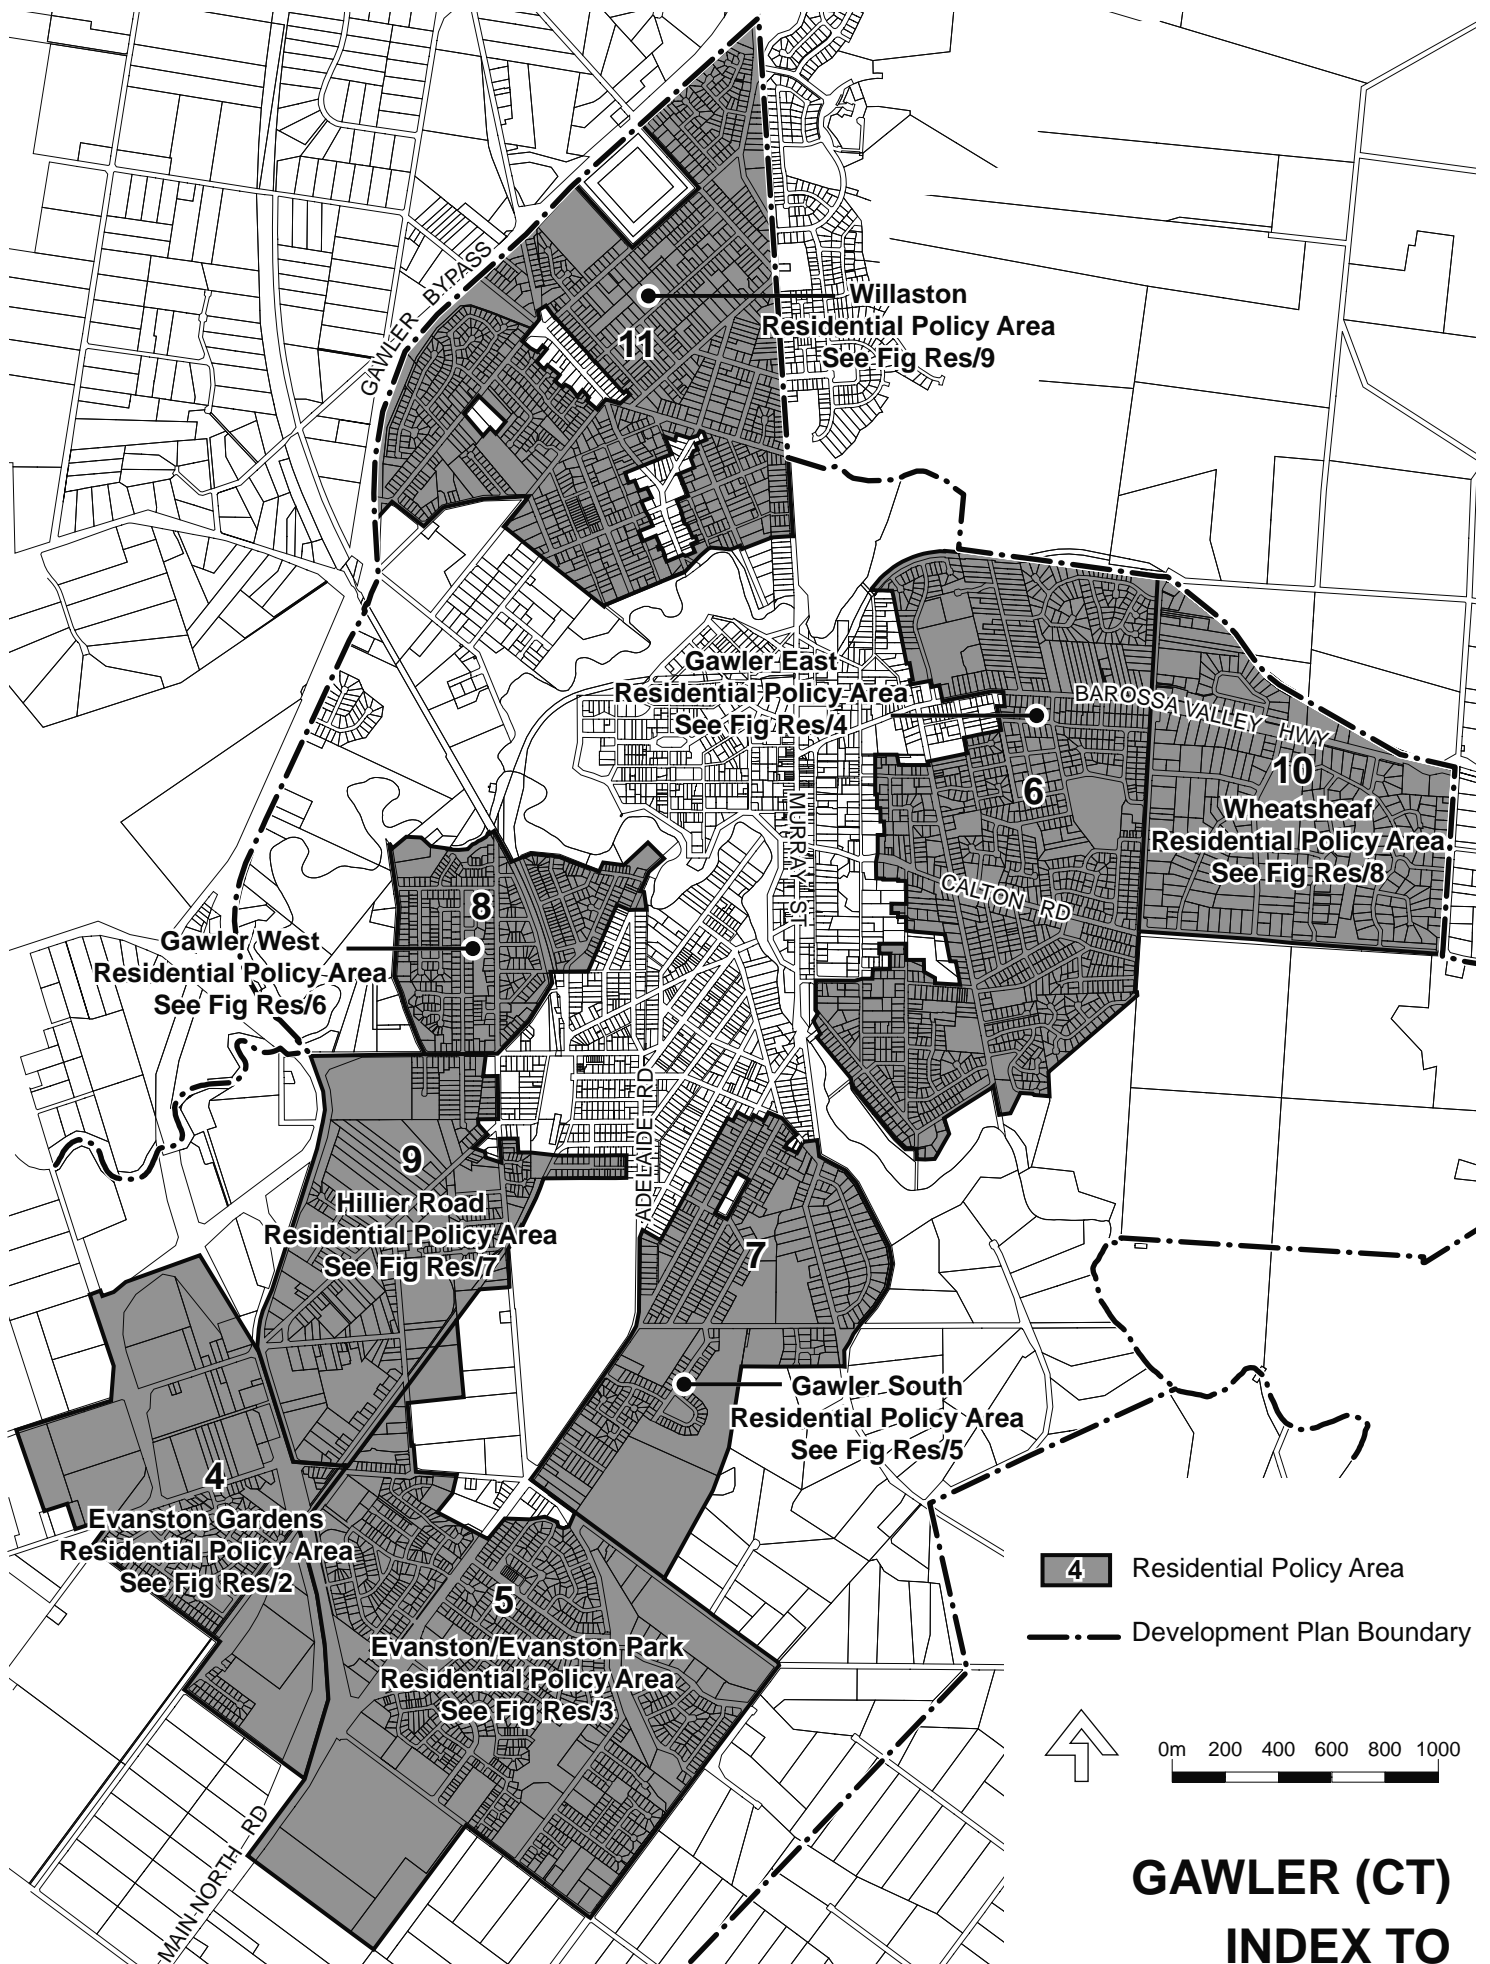 GAWLER BYPASS
Willaston
Residential Policy Area
See Fig Res/9
11
Gawler East
Residential Policy Area
See Fig Res/4
BAROSSA VALLEY HWY
10
Wheatsheaf
Residential Policy Area
See Fig Res/8
6
MURRAY ST
CALTON RD
8
Gawler West
Residential Policy Area
See Fig Res/6
ADELAIDE RD
9
Hillier Road
Residential Policy Area
See Fig Res/7
7
Gawler South
Residential Policy Area
See Fig Res/5
4
Evanston Gardens
Residential Policy Area
See Fig Res/2
5
Evanston/Evanston Park
Residential Policy Area
See Fig Res/3
MAIN NORTH RD
4 Residential Policy Area
Development Plan Boundary
0m 200 400 600 800 1000
GAWLER (CT)
INDEX TO